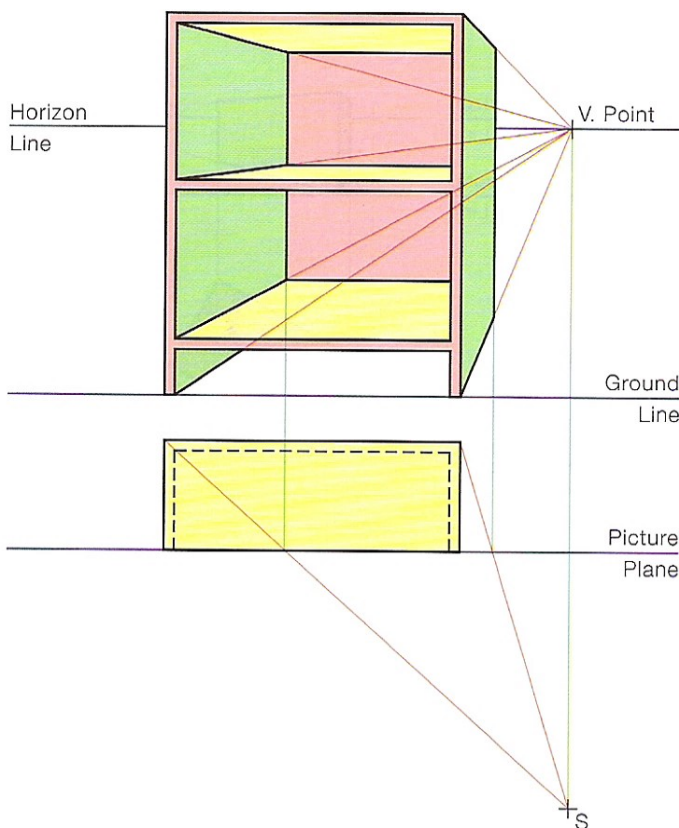 Horizon
Line
V. Point
Ground
Line
Picture
Plane
S